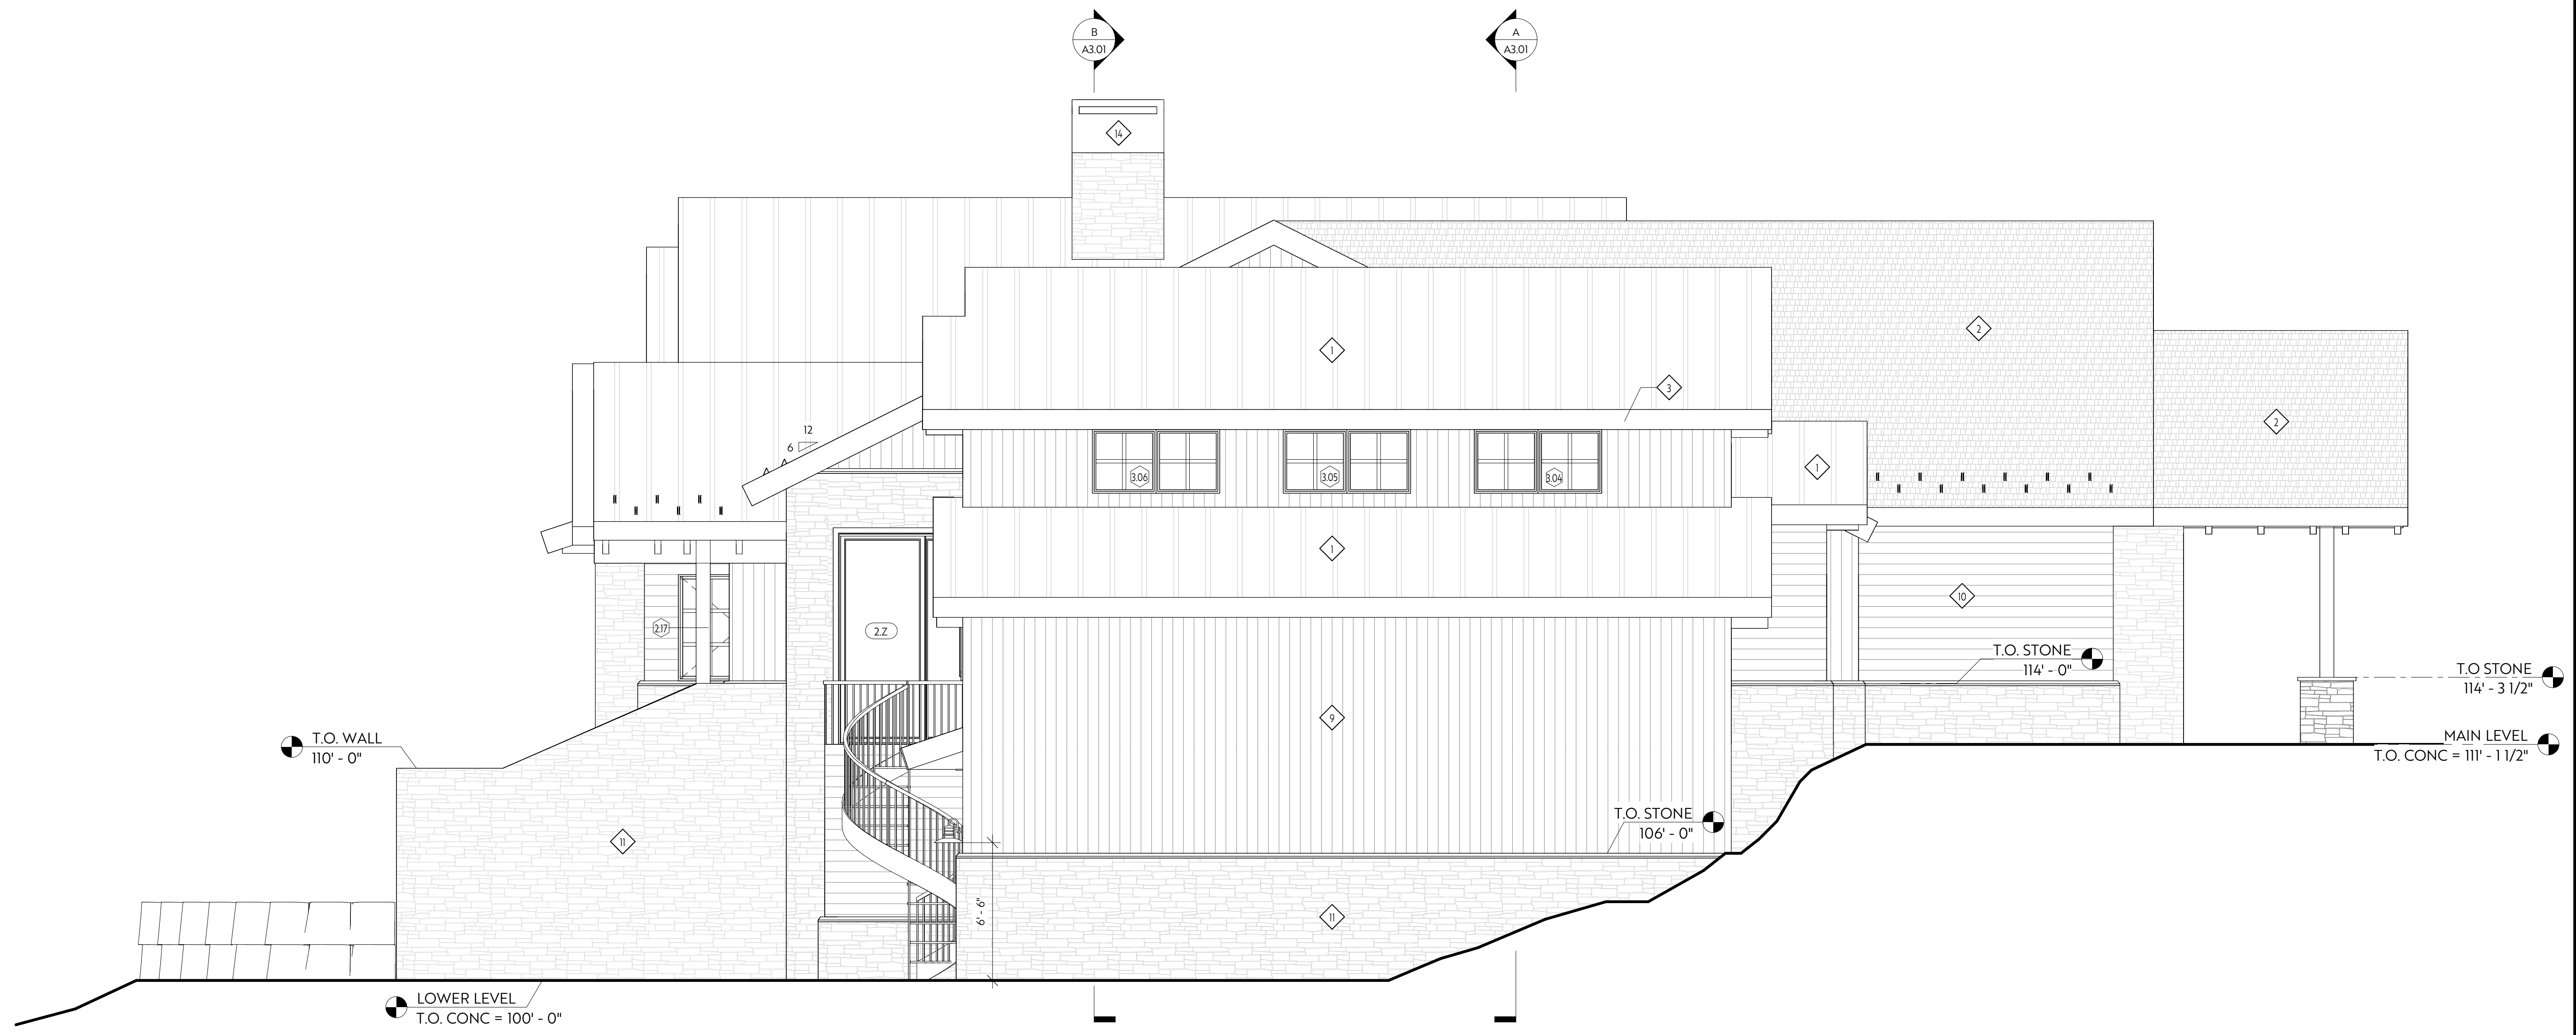 B
A3.01
A
A3.01
14
2
1
3
2
12
6
1
3.06
3.05
3.04
1
10
2.17
2.Z
T.O. STONE
114' - 0"
T.O STONE
114' - 3 1/2"
9
T.O. WALL
110' - 0"
MAIN LEVEL
T.O. CONC = 111' - 1 1/2"
T.O. STONE
106' - 0"
11
6' - 6"
11
LOWER LEVEL
T.O. CONC = 100' - 0"